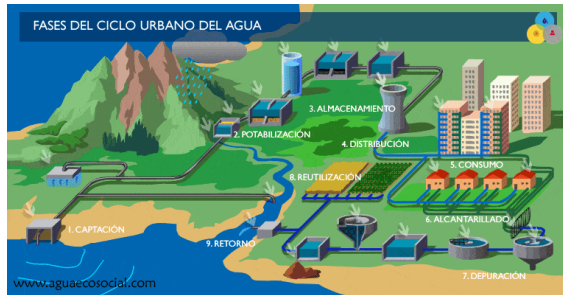 FASES DEL CICLO URBANO DEL AGUA
3. ALMACENAMIENTO
2. POTABILIZACIÓN
4. DISTRIBUCIÓN
5. CONSUMO
8. REUTILIZACIÓN
6. ALCANTARILLADO
1. CAPTACIÓN
9. RETORNO
7. DEPURACIÓN
www.aguaecosocial.com